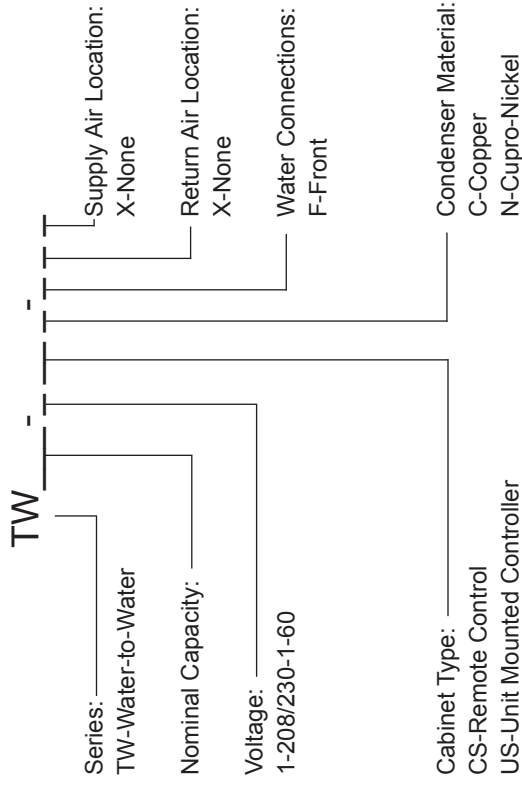 TW - -
Series:
TW-Water-to-Water
Nominal Capacity:
Voltage:
1-208/230-1-60
Cabinet Type:
CS-Remote Control
US-Unit Mounted Controller
Supply Air Location:
X-None
Return Air Location:
X-None
Water Connections:
F-Front
Condenser Material:
C-Copper
N-Cupro-Nickel